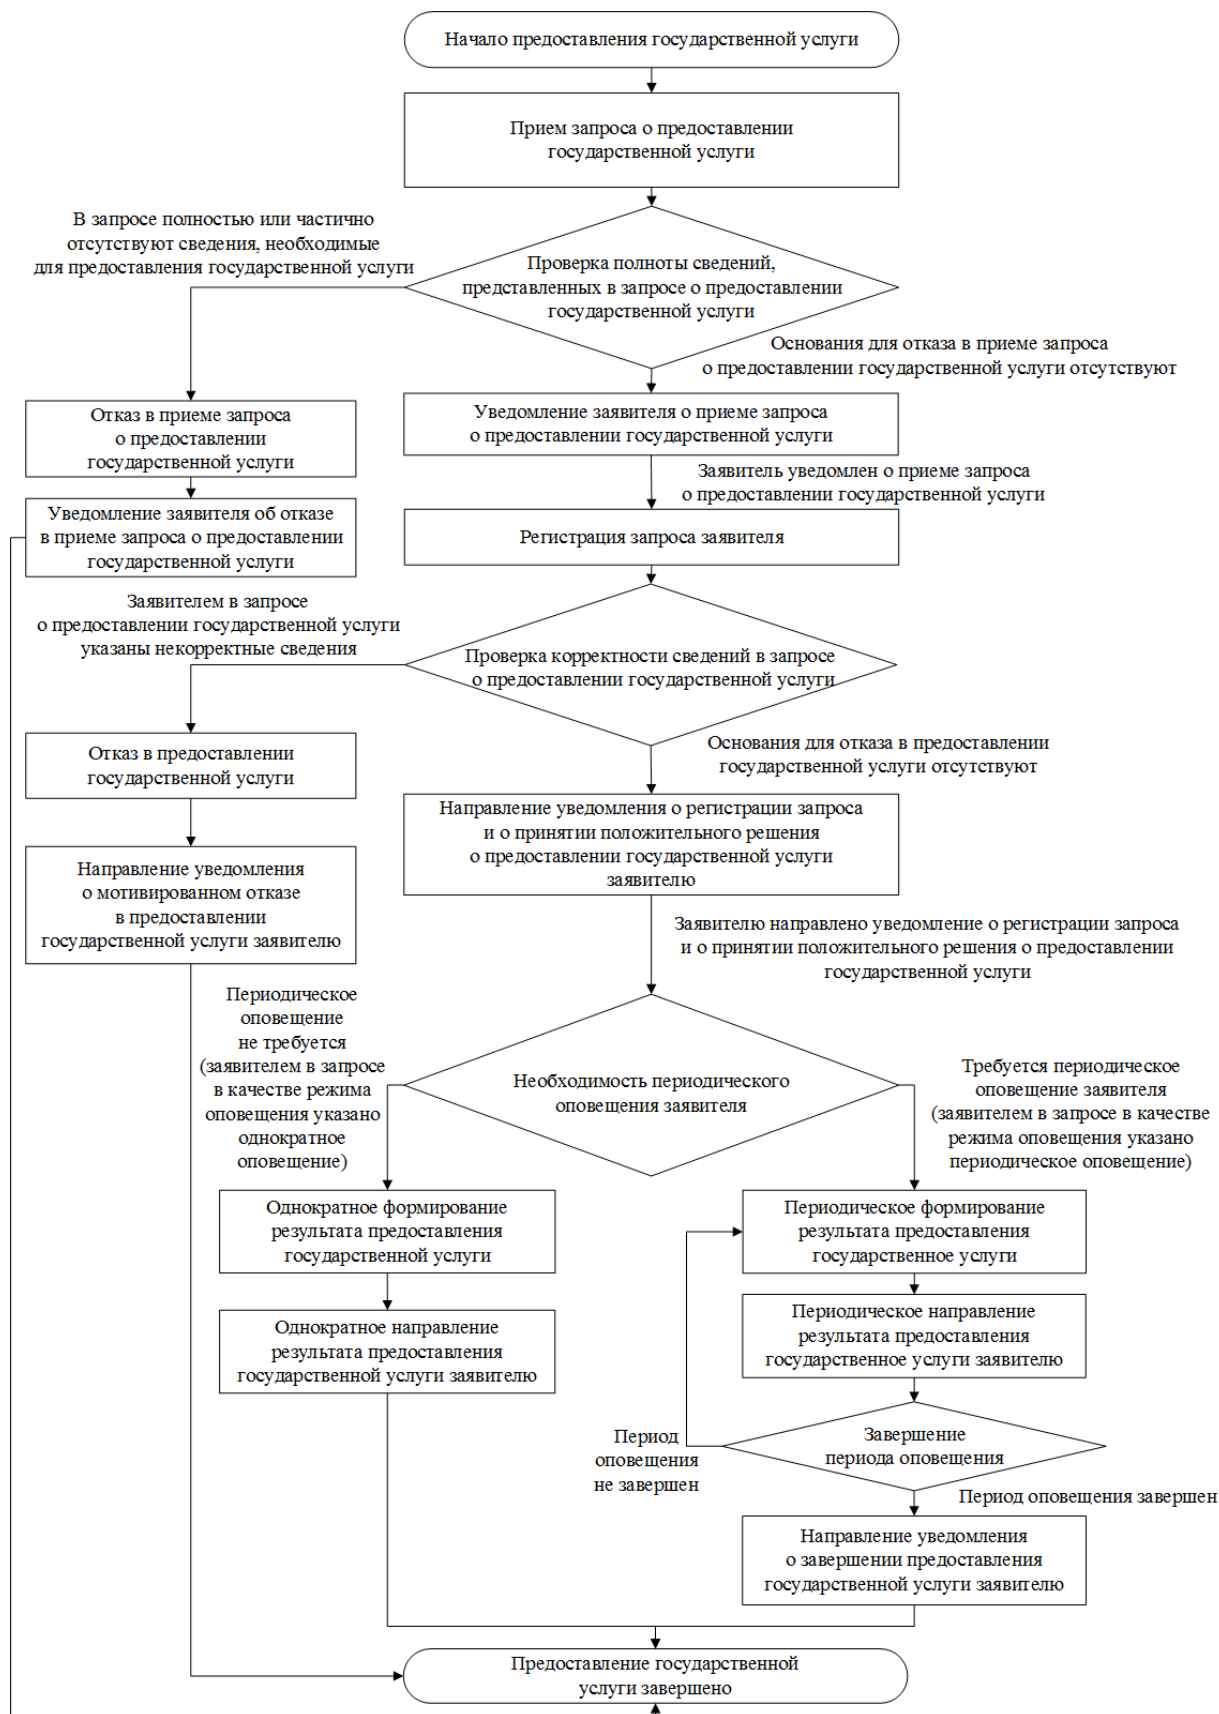 Начало предоставления государственной услуги
Прием запроса о предоставлении
государственной услуги
В запросе полностью или частично
отсутствуют сведения, необходимые
для предоставления государственной услуги
Проверка полноты сведений,
представленных в запросе о предоставлении
государственной услуги
Основания для отказа в приеме запроса
о предоставлении государственной услуги отсутствуют
Отказ в приеме запроса
о предоставлении
государственной услуги
Уведомление заявителя о приеме запроса
о предоставлении государственной услуги
Заявитель уведомлен о приеме запроса
о предоставлении государственной услуги
Уведомление заявителя об отказе
в приеме запроса о предоставлении
государственной услуги
Регистрация запроса заявителя
Заявителем в запросе
о предоставлении государственной услуги
указаны некорректные сведения
Проверка корректности сведений в запросе
о предоставлении государственной услуги
Отказ в предоставлении
государственной услуги
Основания для отказа в предоставлении
государственной услуги отсутствуют
Направление уведомления о регистрации запроса
и о принятии положительного решения
о предоставлении государственной услуги
заявителю
Направление уведомления
о мотивированном отказе
в предоставлении
государственной услуги заявителю
Заявителю направлено уведомление о регистрации запроса
и о принятии положительного решения о предоставлении
государственной услуги
Периодическое
оповещение
не требуется
(заявителем в запросе
в качестве режима
оповещения указано
однократное
оповещение)
Необходимость периодического
оповещения заявителя
Требуется периодическое
оповещение заявителя
(заявителем в запросе в качестве
режима оповещения указано
периодическое оповещение)
Однократное формирование
результата предоставления
государственной услуги
Периодическое формирование
результата предоставления
государственное услуги
Однократное направление
результата предоставления
государственной услуги заявителю
Периодическое направление
результата предоставления
государственное услуги заявителю
Период
оповещения
не завершен
Завершение
периода оповещения
Период оповещения завершен
Направление уведомления
о завершении предоставления
государственной услуги заявителю
Предоставление государственной
услуги завершено